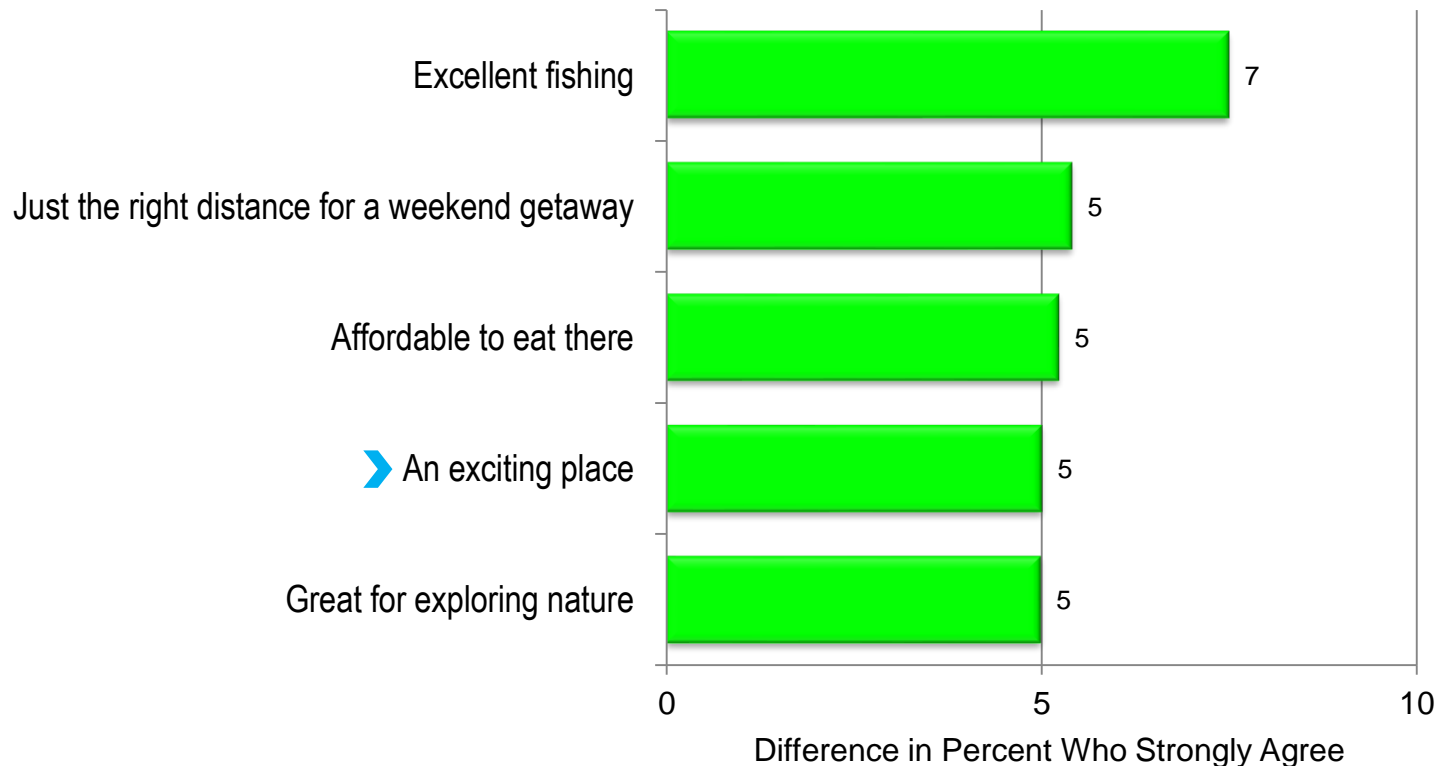 Excellent fishing 7
Just the right distance for a weekend getaway 5
Affordable to eat there 5
An exciting place 5
Great for exploring nature 5
0 5 10
Difference in Percent Who Strongly Agree